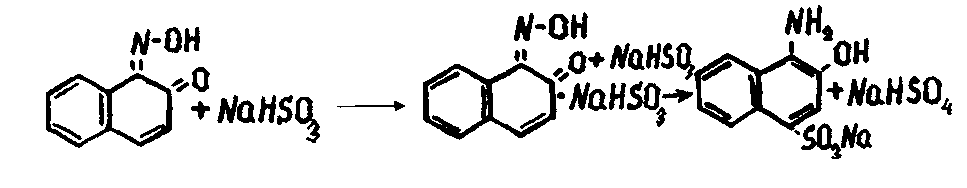 N-OH
O
+ NaHSO₃
N-OH
O + NaHSO₃
· NaHSO₃
NH₂
OH
+ NaHSO₄
SO₃Na